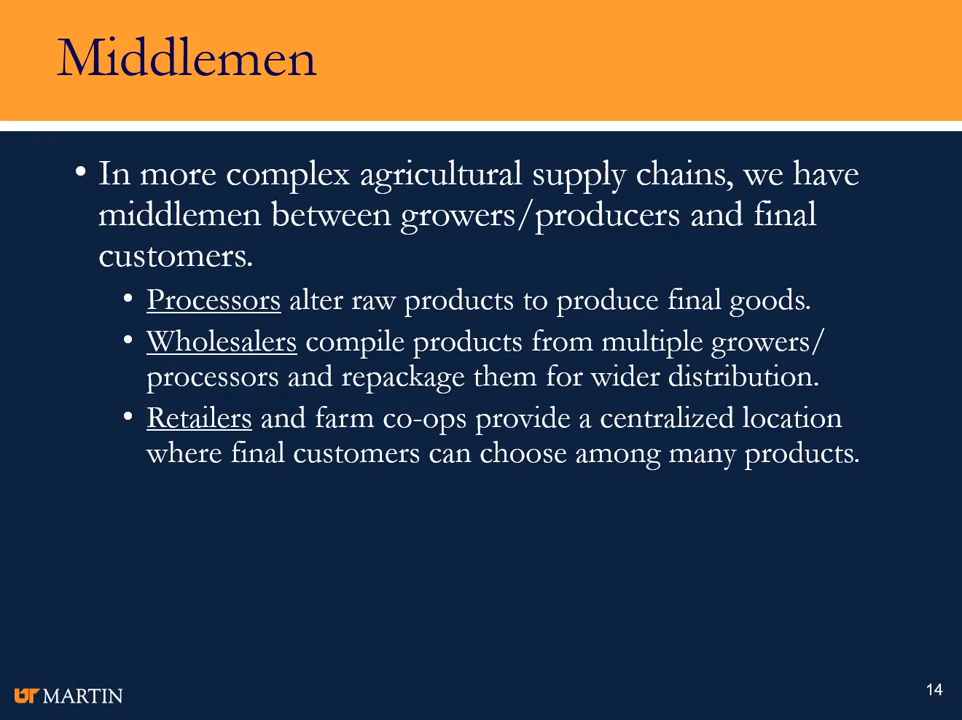 Middlemen
• In more complex agricultural supply chains, we have
middlemen between growers/producers and final
customers.
• Processors alter raw products to produce final goods.
• Wholesalers compile products from multiple growers/
processors and repackage them for wider distribution.
• Retailers and farm co-ops provide a centralized location
where final customers can choose among many products.
UT MARTIN
14